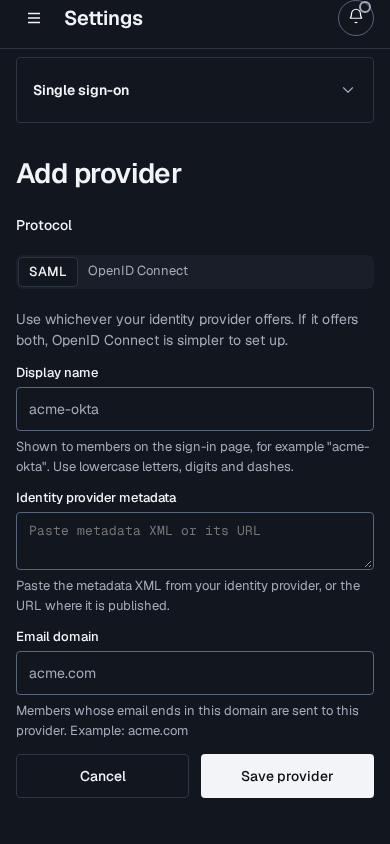 Settings
Single sign-on
Add provider
Protocol
SAML
OpenID Connect
Use whichever your identity provider offers. If it offers
both, OpenID Connect is simpler to set up.
Display name
acme-okta
Shown to members on the sign-in page, for example "acme-
okta". Use lowercase letters, digits and dashes.
Identity provider metadata
Paste metadata XML or its URL
Paste the metadata XML from your identity provider, or the
URL where it is published.
Email domain
acme.com
Members whose email ends in this domain are sent to this
provider. Example: acme.com
Cancel
Save provider